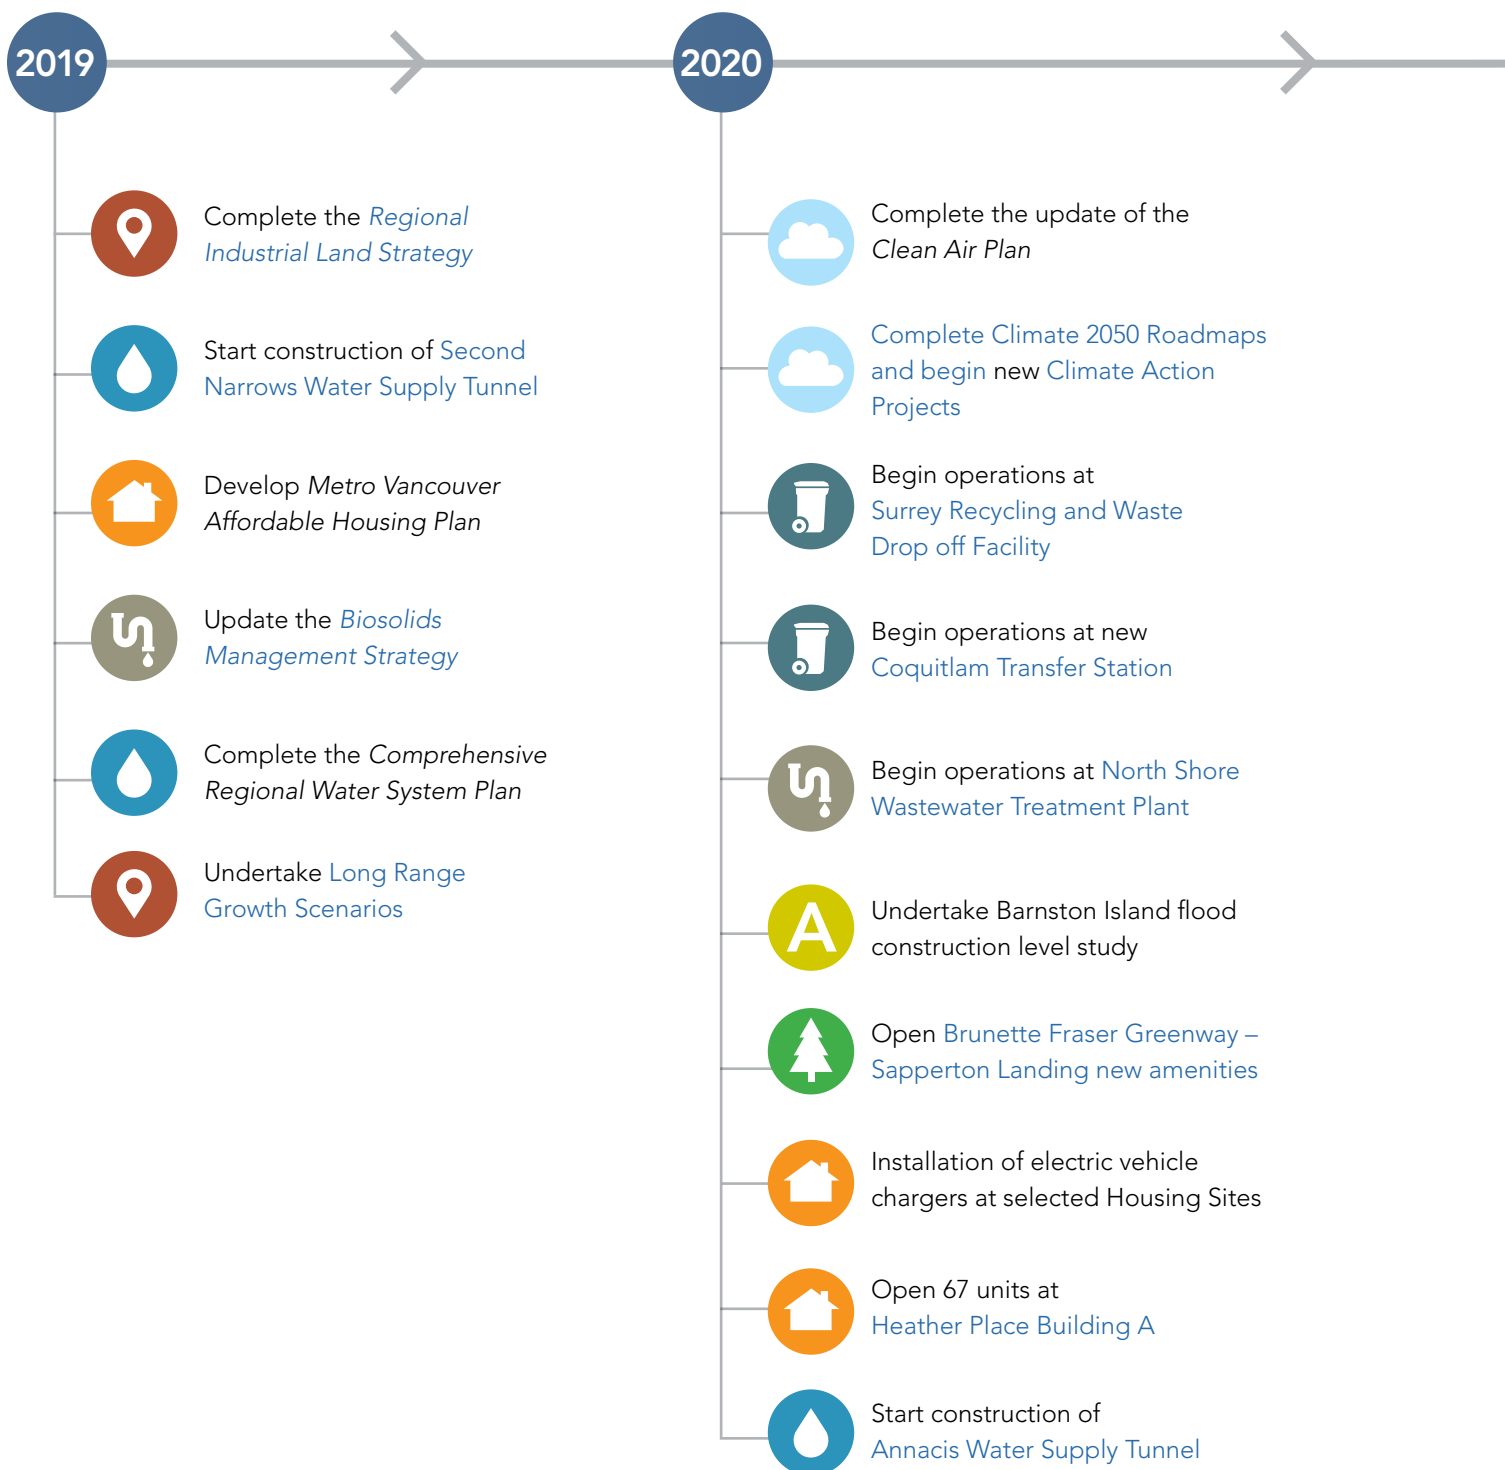 2019
Complete the Regional
Industrial Land Strategy
Start construction of Second
Narrows Water Supply Tunnel
Develop Metro Vancouver
Affordable Housing Plan
Update the Biosolids
Management Strategy
Complete the Comprehensive
Regional Water System Plan
Undertake Long Range
Growth Scenarios
2020
Complete the update of the
Clean Air Plan
Complete Climate 2050 Roadmaps
and begin new Climate Action
Projects
Begin operations at
Surrey Recycling and Waste
Drop off Facility
Begin operations at new
Coquitlam Transfer Station
Begin operations at North Shore
Wastewater Treatment Plant
A
Undertake Barnston Island flood
construction level study
Open Brunette Fraser Greenway –
Sapperton Landing new amenities
Installation of electric vehicle
chargers at selected Housing Sites
Open 67 units at
Heather Place Building A
Start construction of
Annacis Water Supply Tunnel